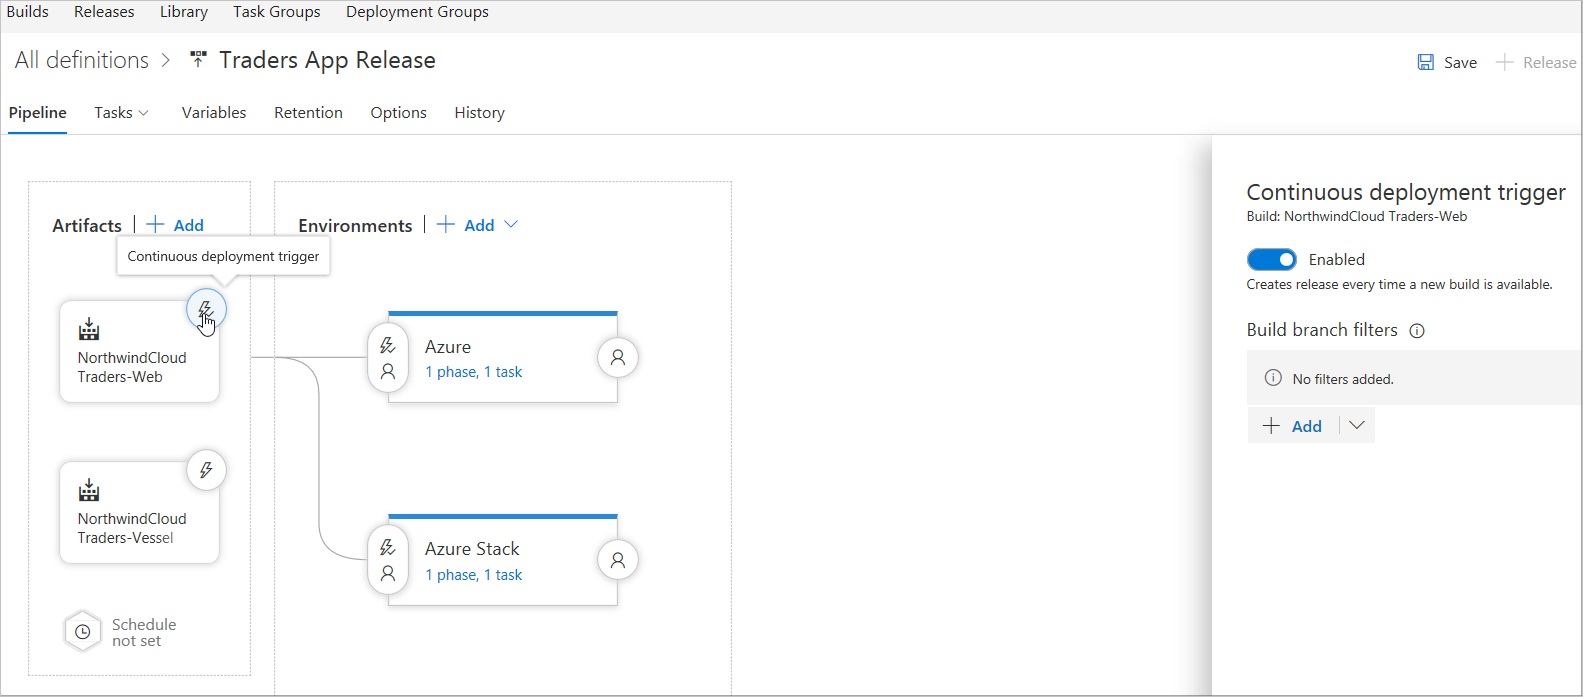 Builds Releases Library Task Groups Deployment Groups
All definitions > Traders App Release
Save + Release
Pipeline Tasks Variables Retention Options History
Artifacts | + Add
Environments | + Add
Continuous deployment trigger
NorthwindCloud
Traders-Web
NorthwindCloud
Traders-Vessel
Schedule
not set
Azure
1 phase, 1 task
Azure Stack
1 phase, 1 task
Continuous deployment trigger
Build: NorthwindCloud Traders-Web
Enabled
Creates release every time a new build is available.
Build branch filters
No filters added.
+ Add